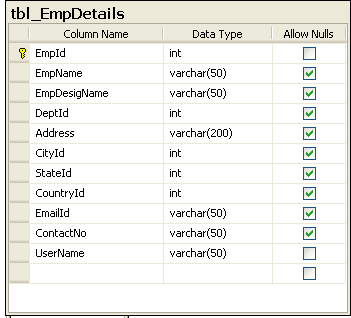 tbl_EmpDetails
Column Name Data Type Allow Nulls
EmpId int
EmpName varchar(50)
EmpDesigName varchar(50)
DeptId int
Address varchar(200)
CityId int
StateId int
CountryId int
EmailId varchar(50)
ContactNo varchar(50)
UserName varchar(50)